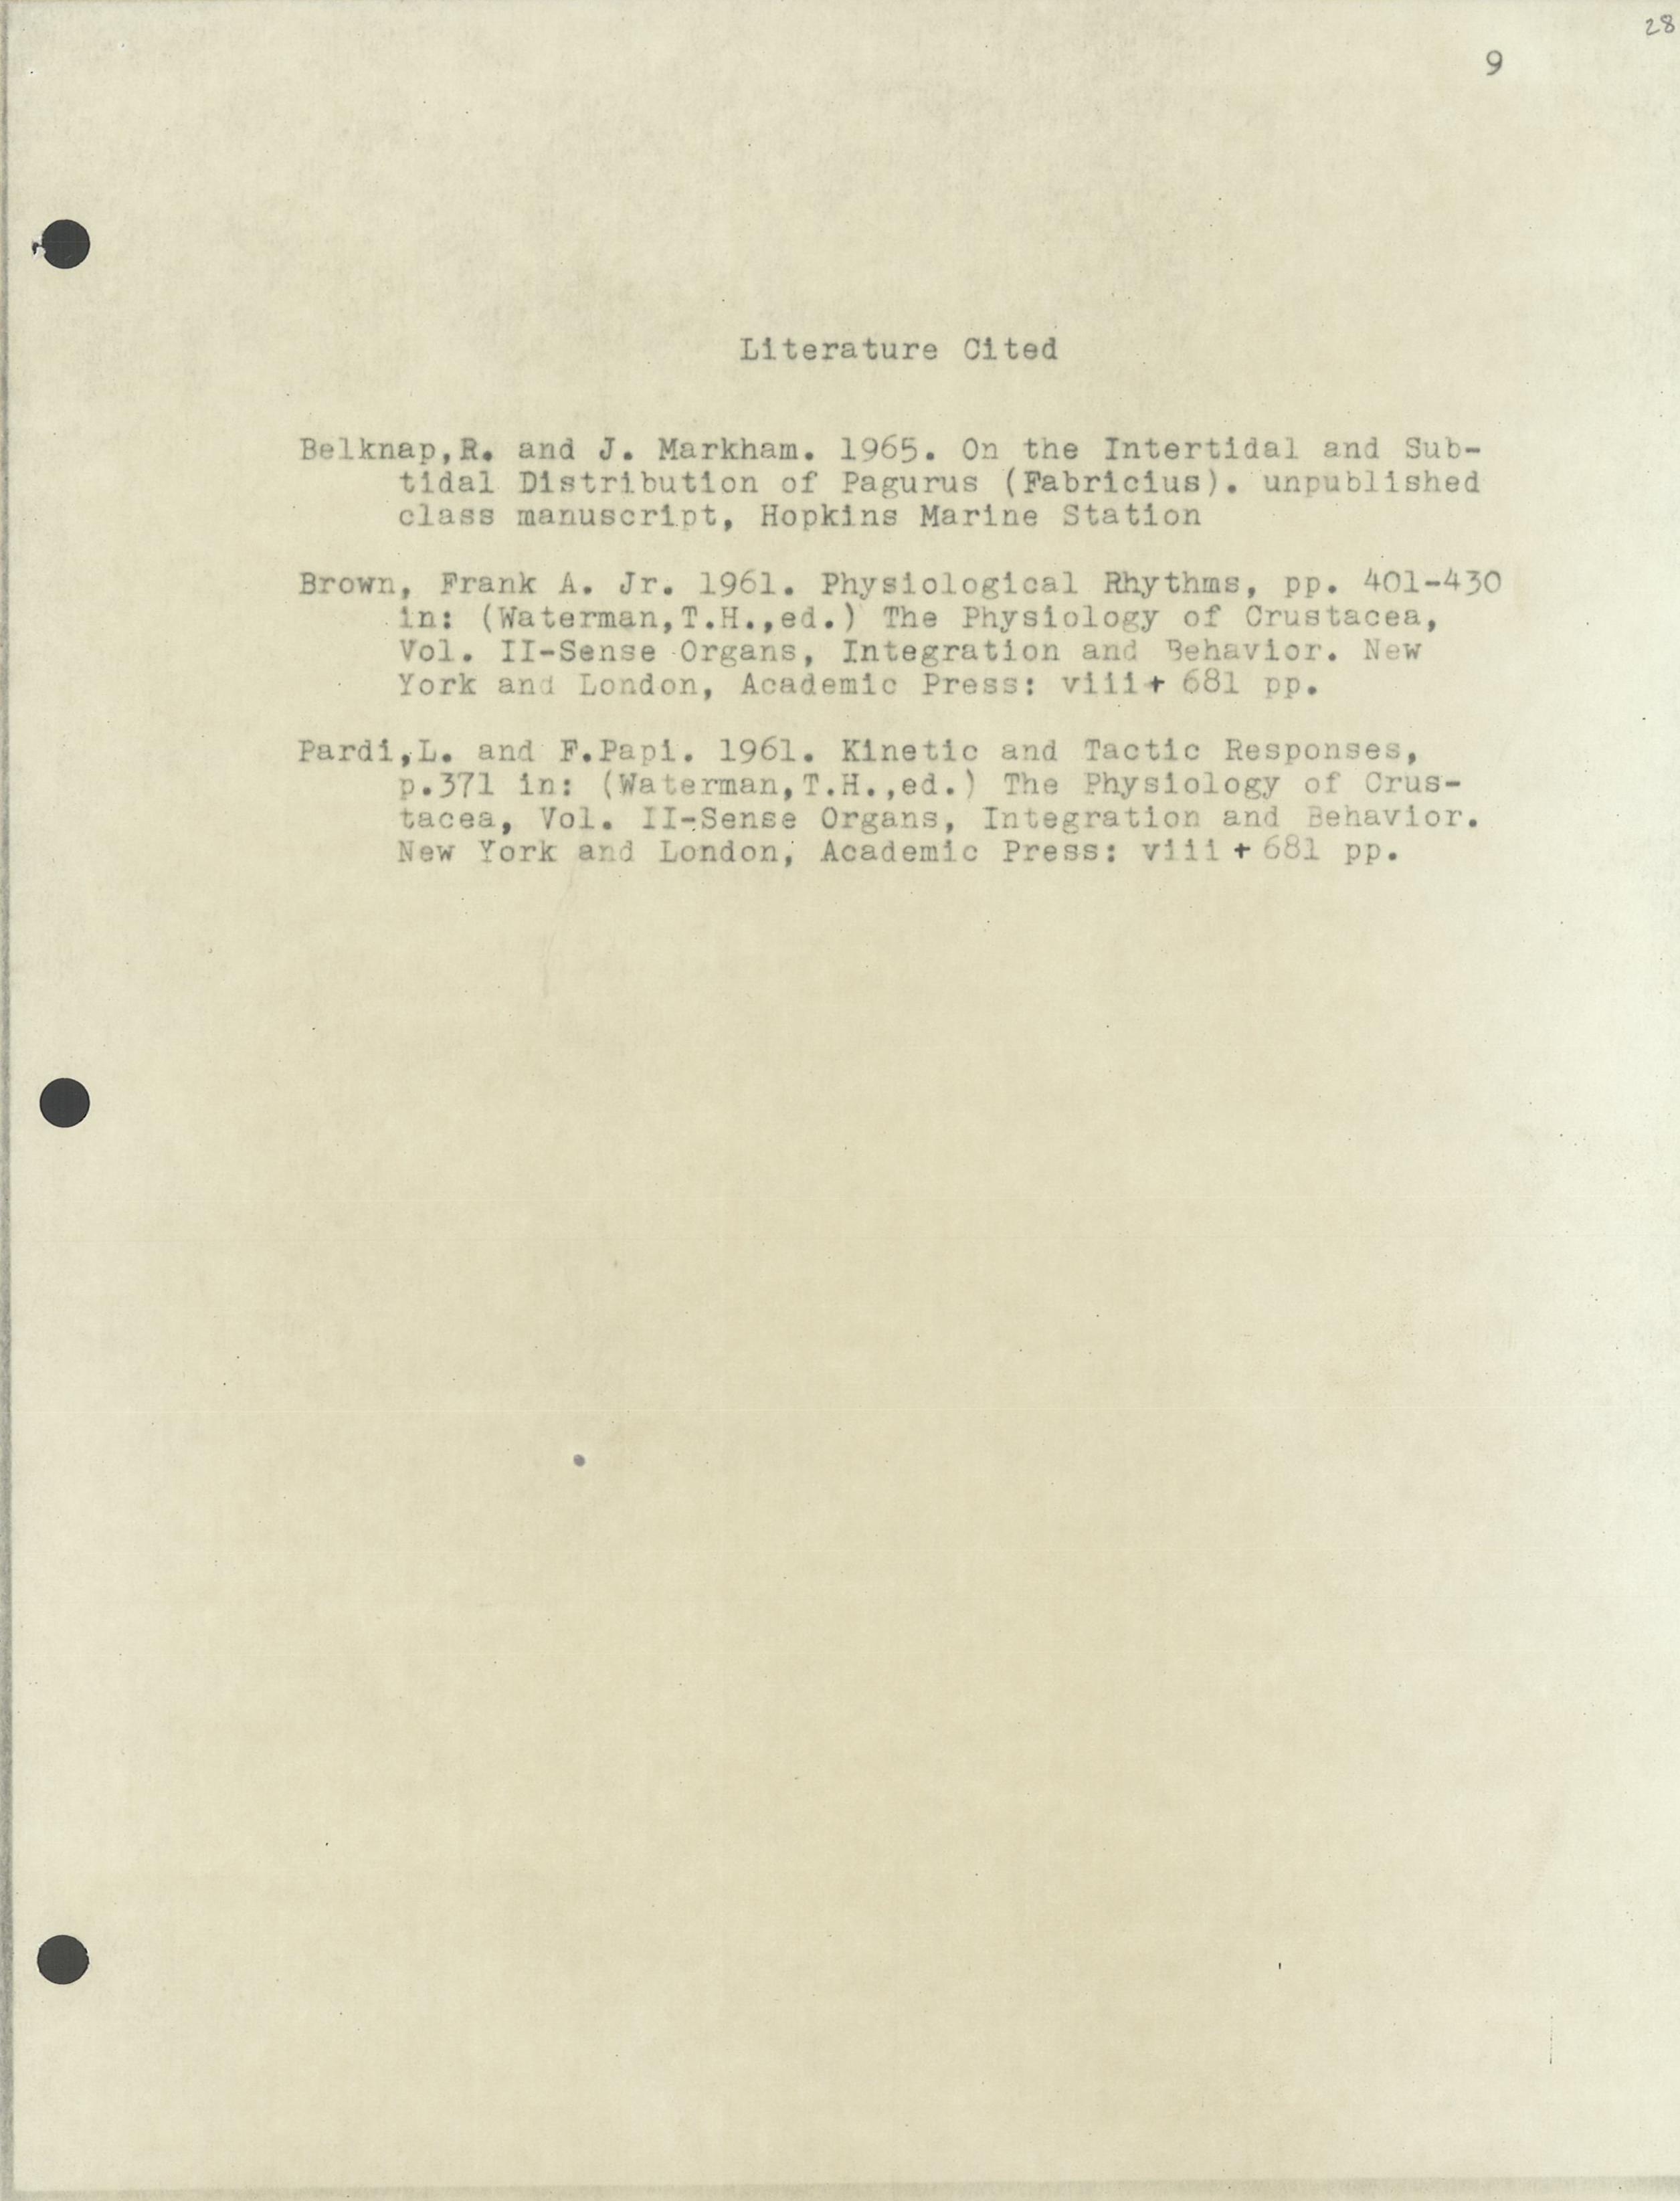 28
9
Literature Cited
Belknap,R. and J. Markham. 1965. On the Intertidal and Sub-
tidal Distribution of Pagurus (Fabricius). unpublished
class manuscript, Hopkins Marine Station
Brown, Frank A. Jr. 1961. Physiological Rhythms, pp. 401-430
in: (Waterman,T.H.,ed.) The Physiology of Crustacea,
Vol. II-Sense Organs, Integration and Behavior. New
York and London, Academic Press: viii+ 681 pp.
Pardi,L. and F.Papi. 1961. Kinetic and Tactic Responses,
p.371 in: (Waterman,T.H.,ed.) The Physiology of Crus-
tacea, Vol. II-Sense Organs, Integration and Behavior.
New York and London, Academic Press: viii + 681 pp.